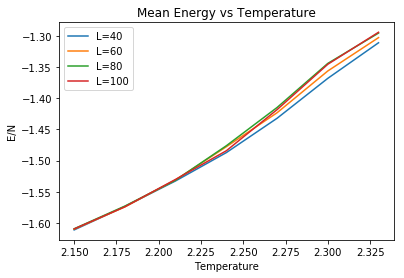 Mean Energy vs Temperature
L=40
L=60
L=80
L=100
E/N
−1.30
−1.35
−1.40
−1.45
−1.50
−1.55
−1.60
2.150 2.175 2.200 2.225 2.250 2.275 2.300 2.325
Temperature